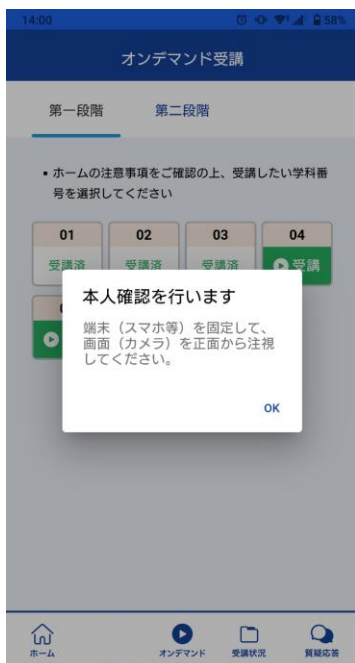 14:00 58%
オンデマンド受講
第一段階 第二段階
・ホームの注意事項をご確認の上、受講したい学科番
号を選択してください
01 02 03 04
受講済 受講済 受講済 受講
本人確認を行います
端末（スマホ等）を固定して、
画面（カメラ）を正面から注視
してください。
OK
ホーム オンデマンド 受講状況 質疑応答